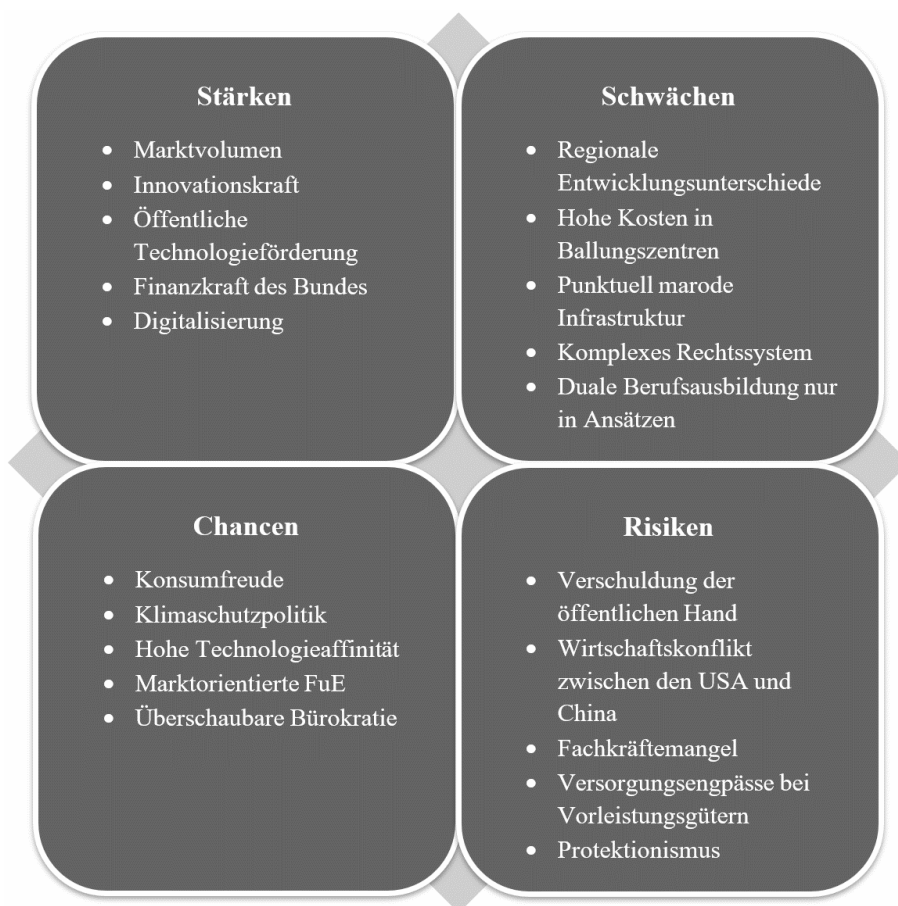 Stärken
• Marktvolumen
• Innovationskraft
• Öffentliche
Technologieförderung
• Finanzkraft des Bundes
• Digitalisierung
Schwächen
• Regionale
Entwicklungsunterschiede
• Hohe Kosten in
Ballungszentren
• Punktuell marode
Infrastruktur
• Komplexes Rechtssystem
• Duale Berufsausbildung nur
in Ansätzen
Chancen
• Konsumfreude
• Klimaschutzpolitik
• Hohe Technologieaffinität
• Marktorientierte FuE
• Überschaubare Bürokratie
Risiken
• Verschuldung der
öffentlichen Hand
• Wirtschaftskonflikt
zwischen den USA und
China
• Fachkräftemangel
• Versorgungsengpässe bei
Vorleistungsgütern
• Protektionismus